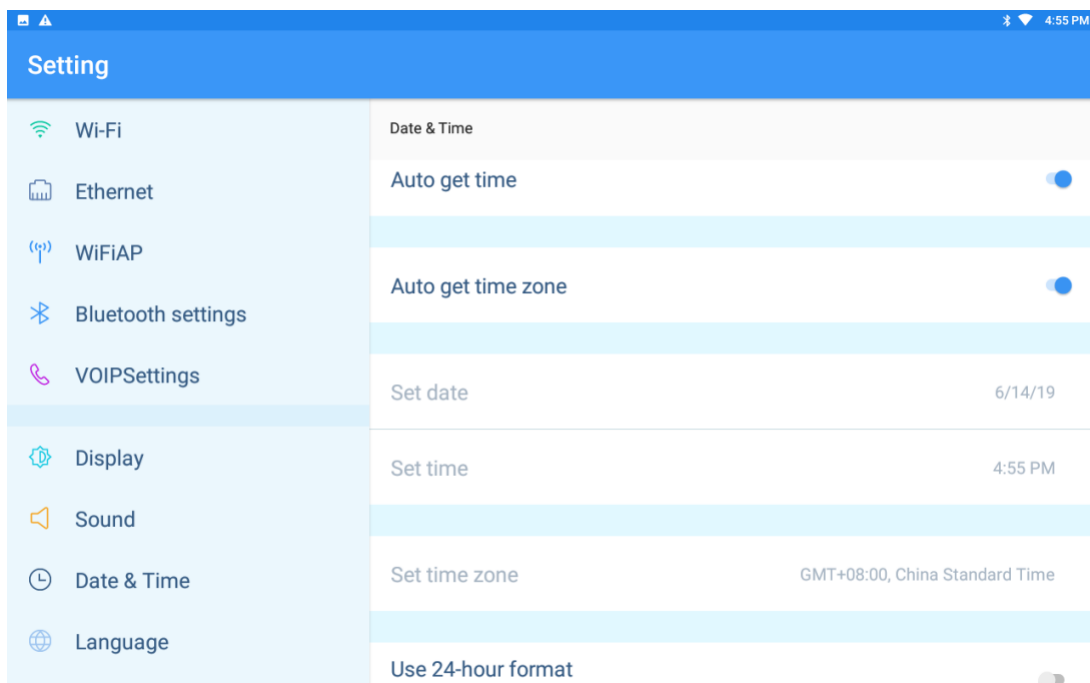 4:55 PM
Setting
Wi-Fi
Ethernet
WiFiAP
Bluetooth settings
VOIPSettings
Display
Sound
Date & Time
Language
Date & Time
Auto get time
Auto get time zone
Set date 6/14/19
Set time 4:55 PM
Set time zone GMT+08:00, China Standard Time
Use 24-hour format